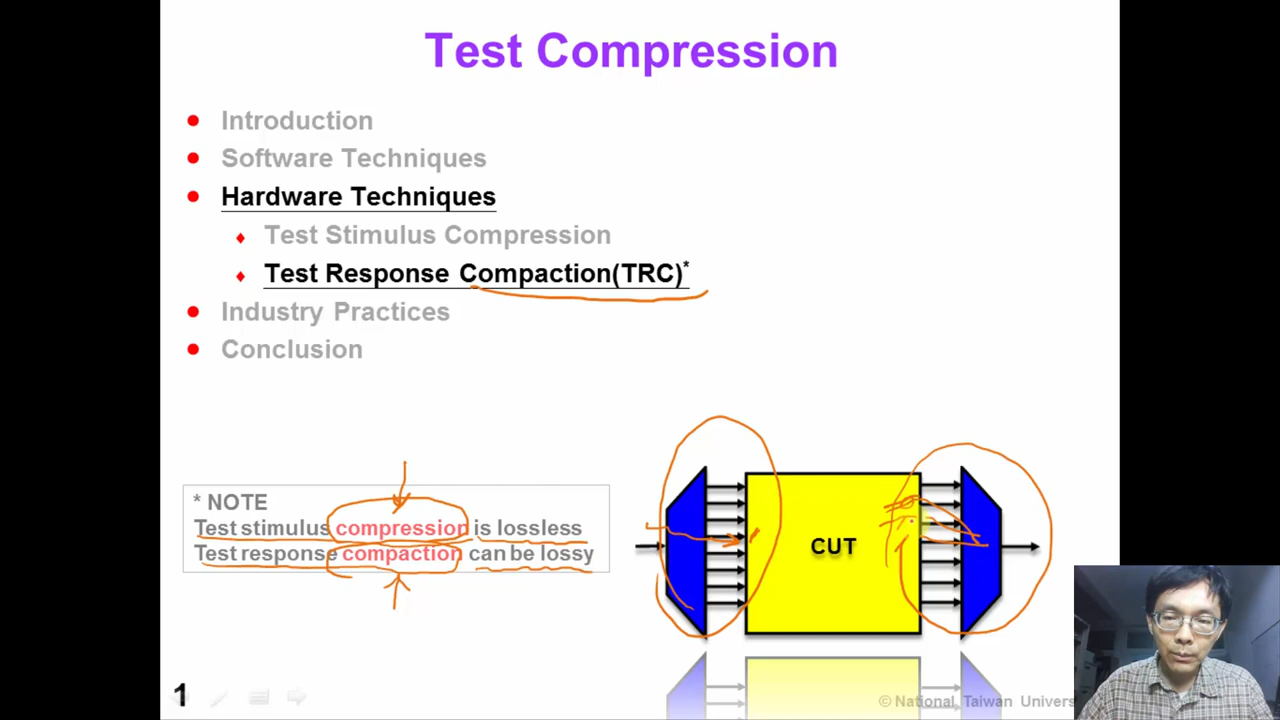 Test Compression
Introduction
Software Techniques
Hardware Techniques
Test Stimulus Compression
Test Response Compaction(TRC)*
Industry Practices
Conclusion
* NOTE
Test stimulus compression is lossless
Test response compaction can be lossy
CUT
1
© National Taiwan Univers